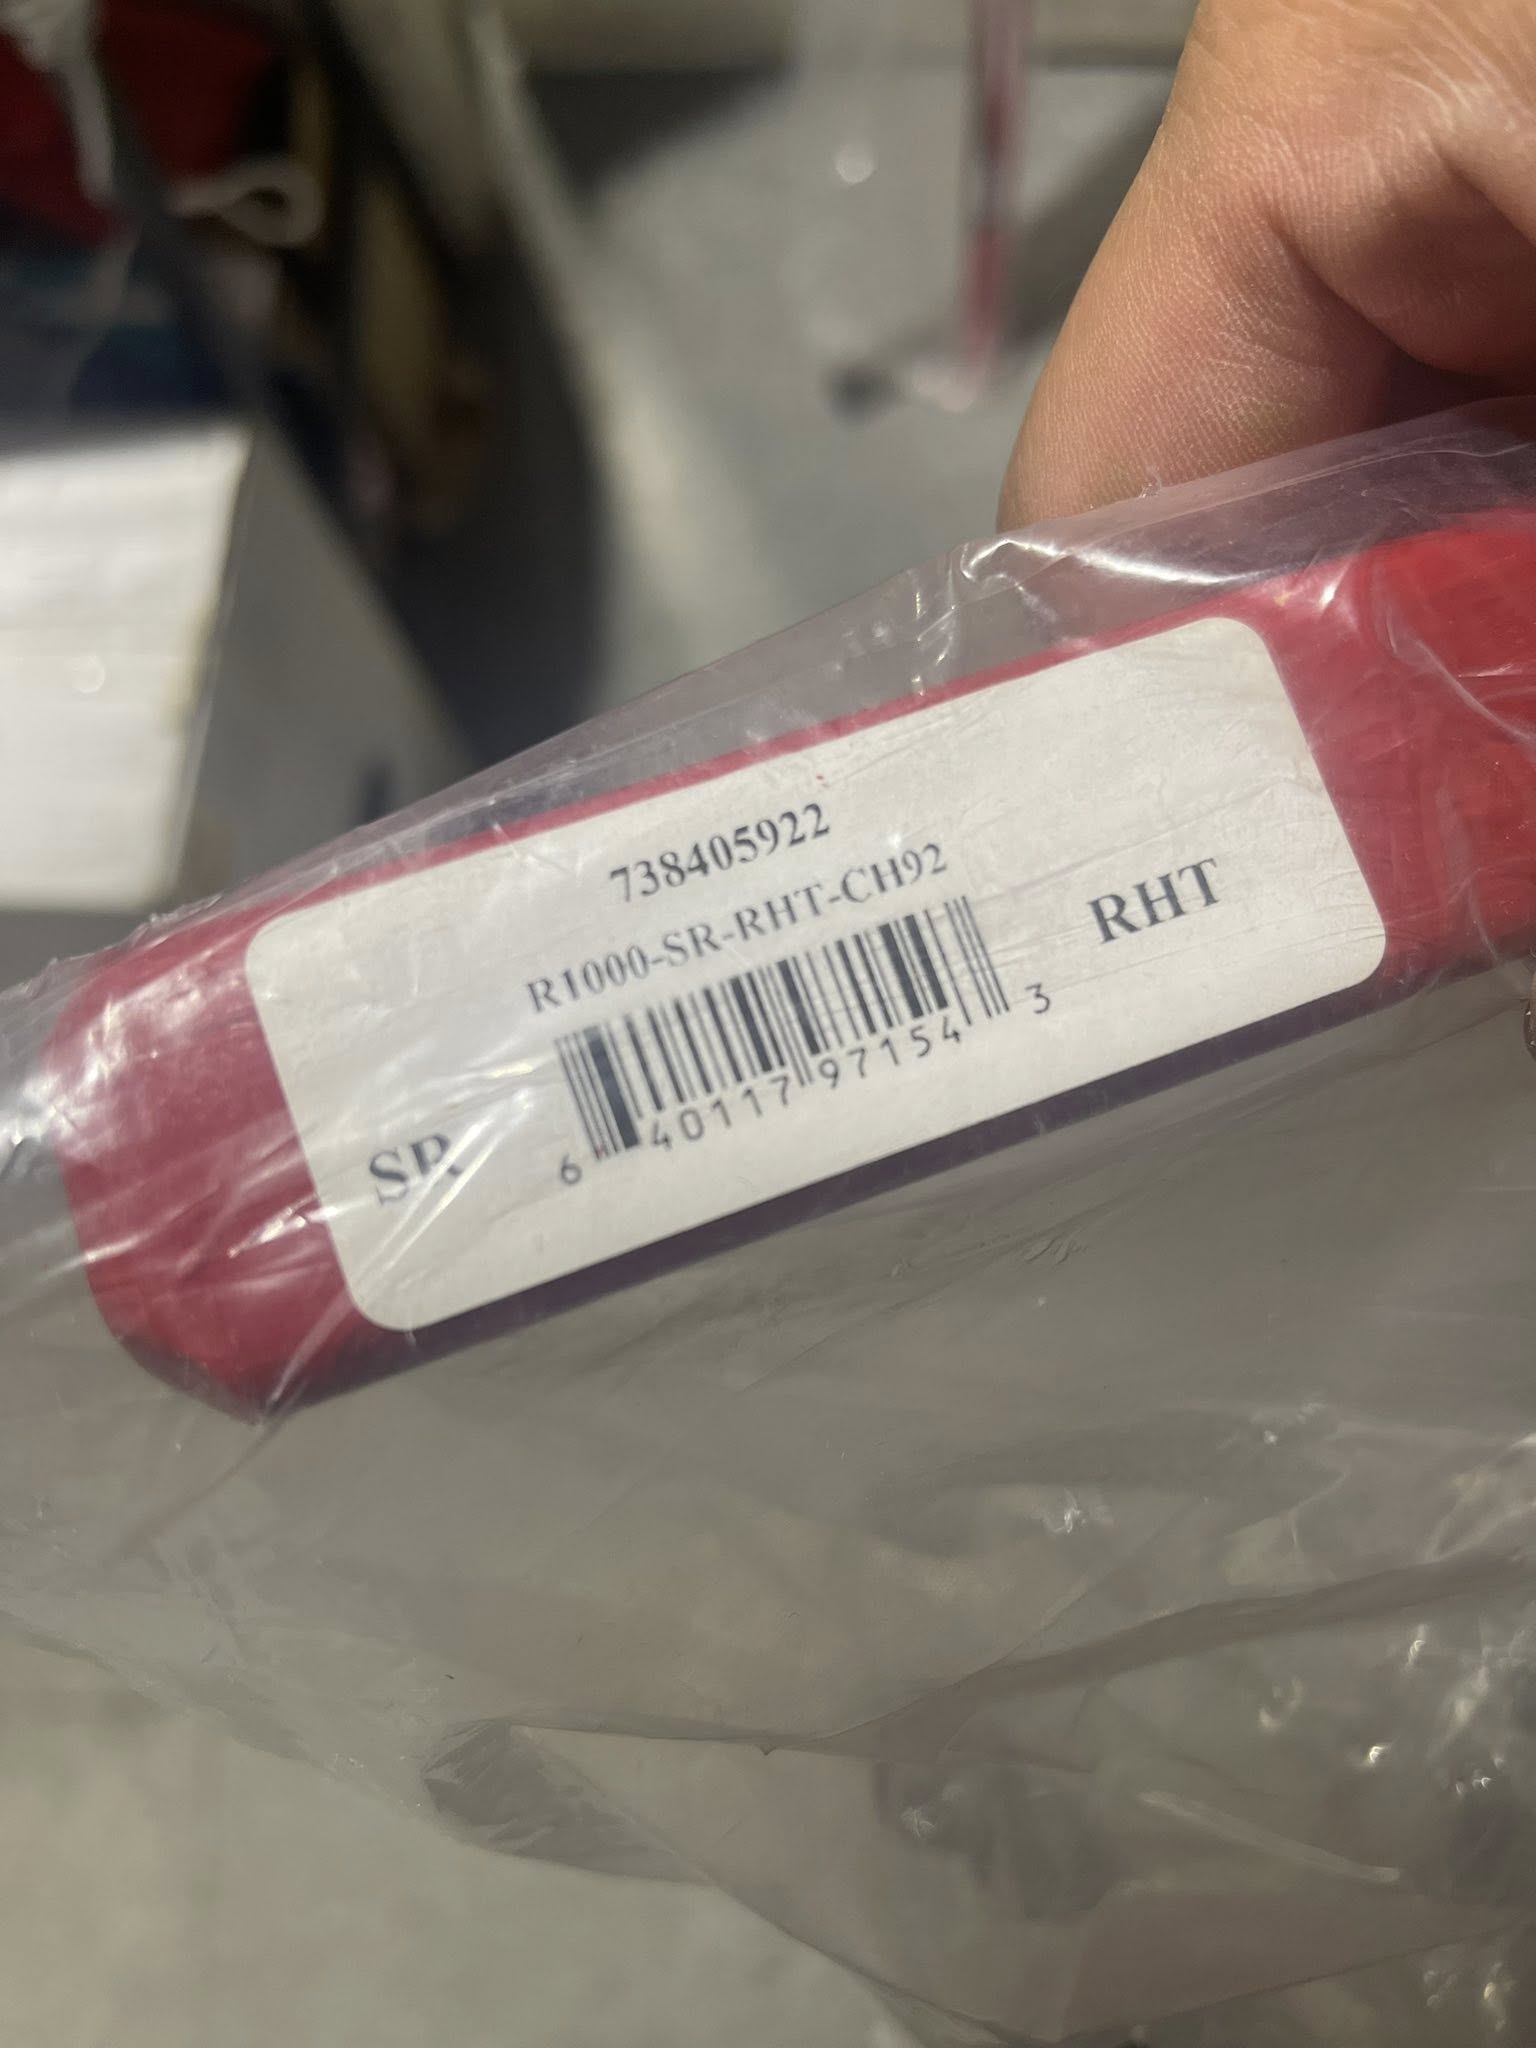 738405922
R1000-SR-RHT-CH92
RHT
SR
6 40117 97154 3